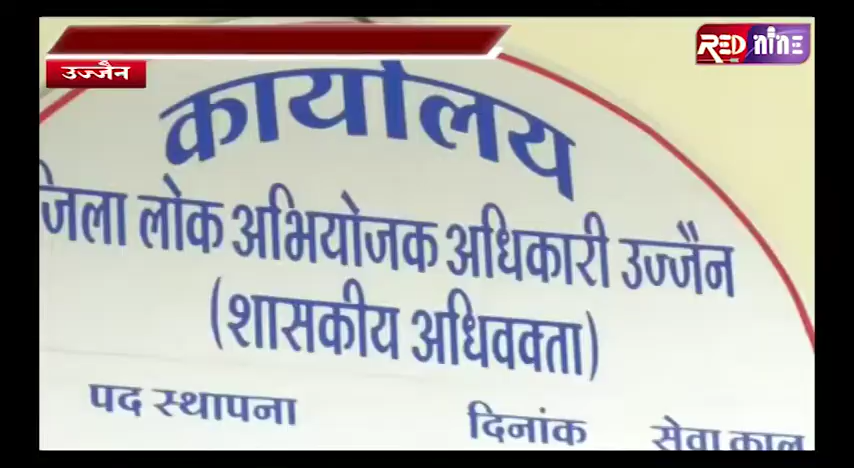 RED NINE
उज्जैन
कार्यालय
जिला लोक अभियोजक अधिकारी उज्जैन
(शासकीय अधिवक्ता)
पद स्थापना दिनांक सेवा काल